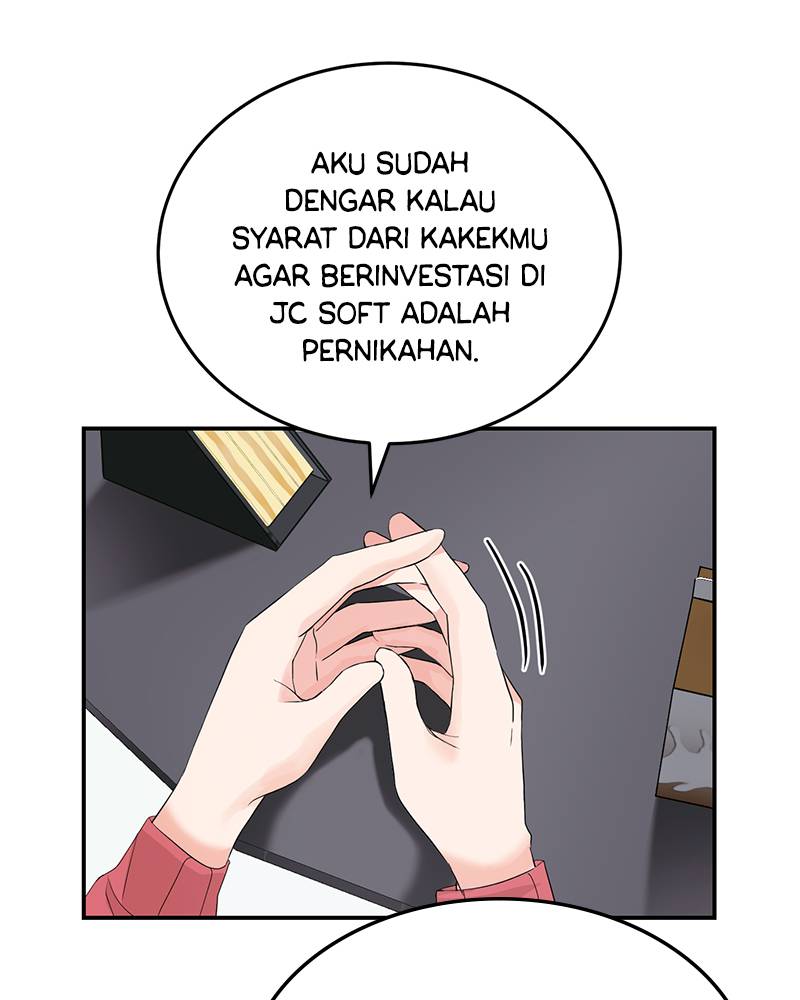 AKU SUDAH
DENGAR KALAU
SYARAT DARI KAKEKMU
AGAR BERINVESTASI DI
JC SOFT ADALAH
PERNIKAHAN.